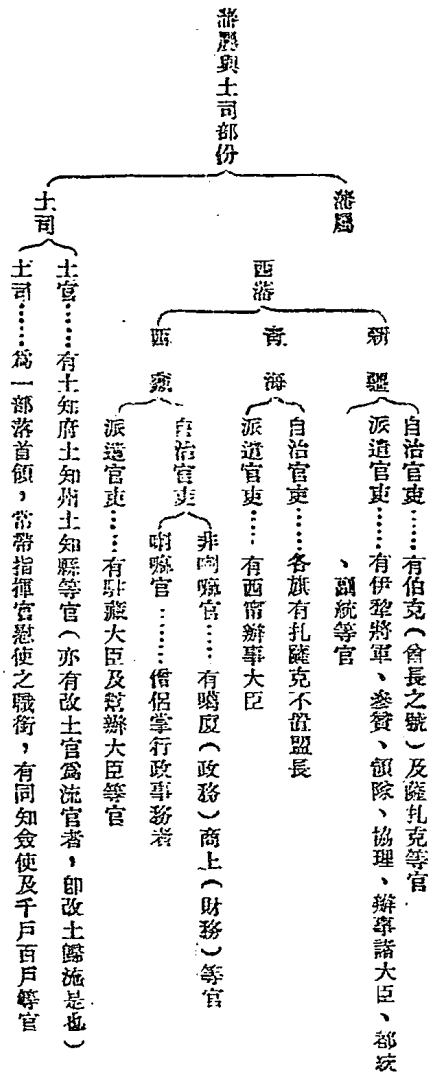 藩屬與土司部份
藩屬
西藩
新疆
自治官吏……有伯克(酋長之號)及薩扎克等官
派遣官吏……有伊犂將軍、參贊、領隊、協理、辦事諸大臣、都統
、副統等官
青海
自治官吏……各旗有扎薩克不置盟長
派遣官吏……有西甯辦事大臣
西藏
自治官吏
非喇嘛官……有噶廈(政務)商上(財務)等官
喇嘛官………僧侶掌行政事務者
派遣官吏……有駐藏大臣及幫辦大臣等官
土司
土官……有土知府土知州土知縣等官(亦有改土官爲流官者,卽改土歸流是也)
土司……爲一部落首領,常帶指揮宣慰使之職銜,有同知僉使及千戶百戶等官